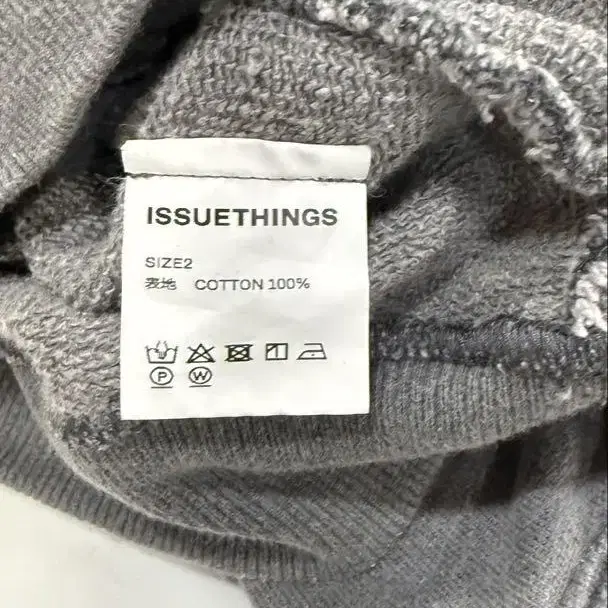 ISSUETHINGS
SIZE2
表地 COTTON 100%
P W